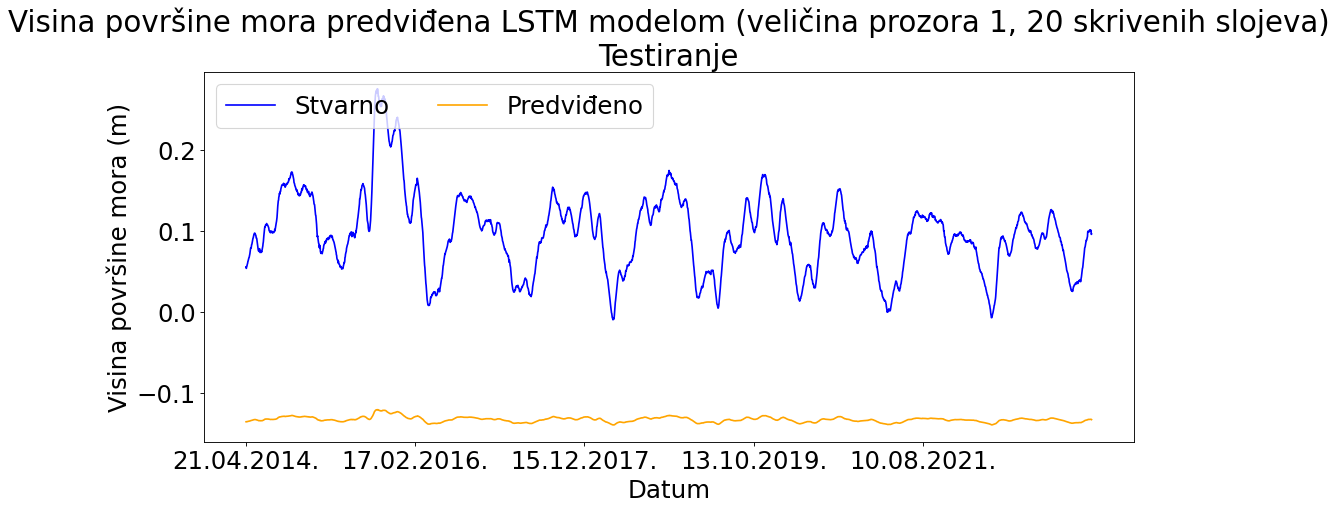 Visina površine mora predviđena LSTM modelom (veličina prozora 1, 20 skrivenih slojeva)
Testiranje
Stvarno Predviđeno
Visina površine mora (m)
0.2
0.1
0.0
−0.1
21.04.2014. 17.02.2016. 15.12.2017. 13.10.2019. 10.08.2021.
Datum